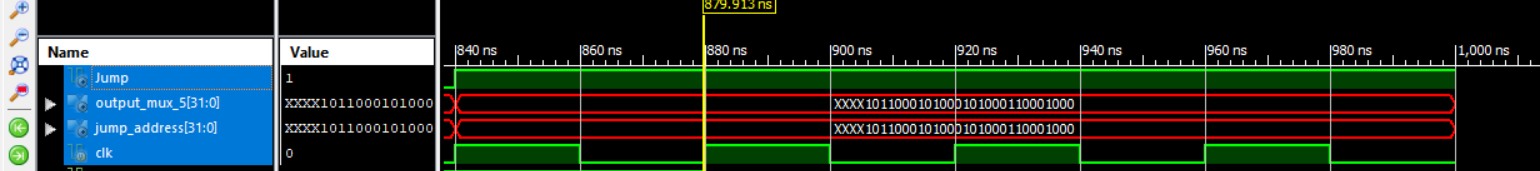 879.913 ns
Name
Value
840 ns
860 ns
880 ns
900 ns
920 ns
940 ns
960 ns
980 ns
1,000 ns
Jump
1
output_mux_5[31:0]
XXXX1011000101000
XXXX1011000101000101000110001000
jump_address[31:0]
XXXX1011000101000
XXXX1011000101000101000110001000
clk
0